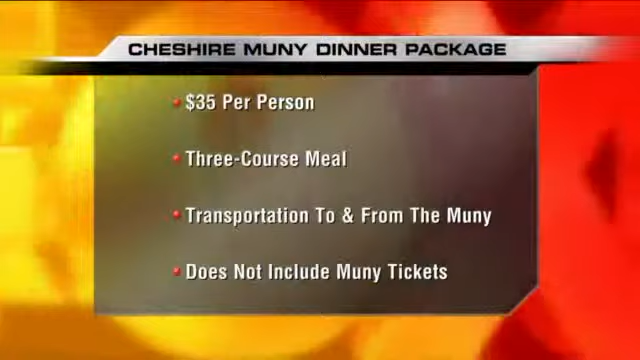 CHESHIRE MUNY DINNER PACKAGE
• $35 Per Person
• Three-Course Meal
• Transportation To & From The Muny
• Does Not Include Muny Tickets